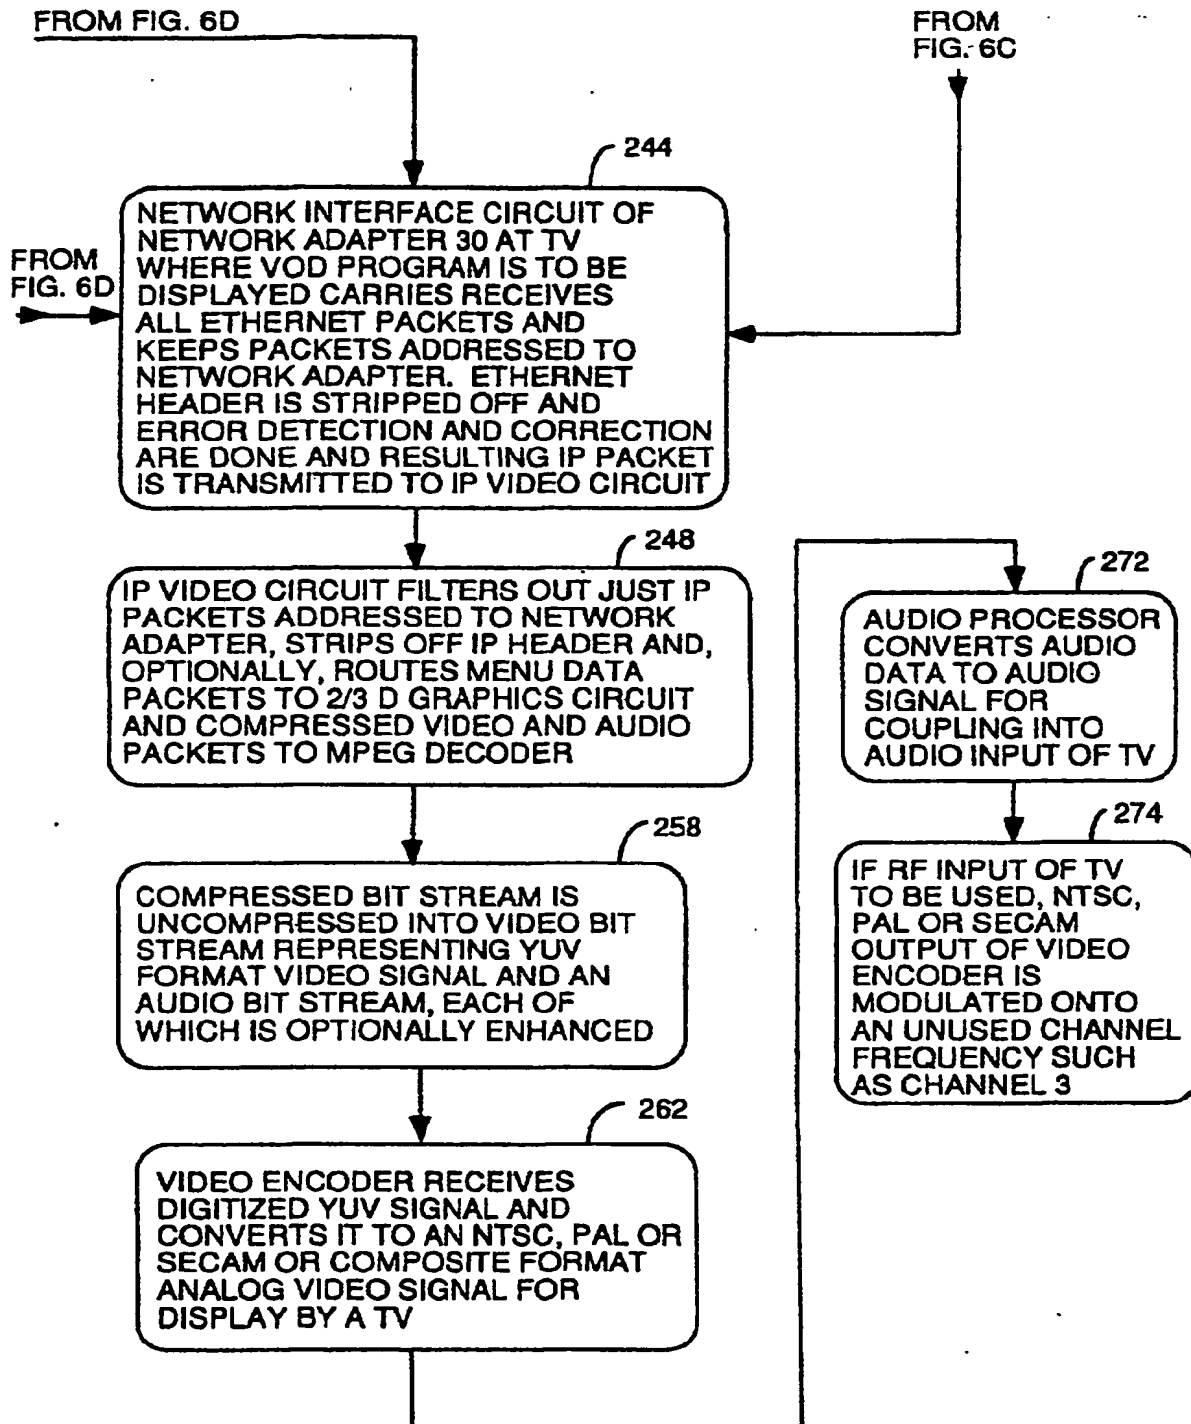 FROM FIG. 6D
FROM
FIG. 6C
244
NETWORK INTERFACE CIRCUIT OF
NETWORK ADAPTER 30 AT TV
WHERE VOD PROGRAM IS TO BE
DISPLAYED CARRIES RECEIVES
ALL ETHERNET PACKETS AND
KEEPS PACKETS ADDRESSED TO
NETWORK ADAPTER. ETHERNET
HEADER IS STRIPPED OFF AND
ERROR DETECTION AND CORRECTION
ARE DONE AND RESULTING IP PACKET
IS TRANSMITTED TO IP VIDEO CIRCUIT
FROM
FIG. 6D
248
IP VIDEO CIRCUIT FILTERS OUT JUST IP
PACKETS ADDRESSED TO NETWORK
ADAPTER, STRIPS OFF IP HEADER AND,
OPTIONALLY, ROUTES MENU DATA
PACKETS TO 2/3 D GRAPHICS CIRCUIT
AND COMPRESSED VIDEO AND AUDIO
PACKETS TO MPEG DECODER
258
COMPRESSED BIT STREAM IS
UNCOMPRESSED INTO VIDEO BIT
STREAM REPRESENTING YUV
FORMAT VIDEO SIGNAL AND AN
AUDIO BIT STREAM, EACH OF
WHICH IS OPTIONALLY ENHANCED
262
VIDEO ENCODER RECEIVES
DIGITIZED YUV SIGNAL AND
CONVERTS IT TO AN NTSC, PAL OR
SECAM OR COMPOSITE FORMAT
ANALOG VIDEO SIGNAL FOR
DISPLAY BY A TV
272
AUDIO PROCESSOR
CONVERTS AUDIO
DATA TO AUDIO
SIGNAL FOR
COUPLING INTO
AUDIO INPUT OF TV
274
IF RF INPUT OF TV
TO BE USED, NTSC,
PAL OR SECAM
OUTPUT OF VIDEO
ENCODER IS
MODULATED ONTO
AN UNUSED CHANNEL
FREQUENCY SUCH
AS CHANNEL 3